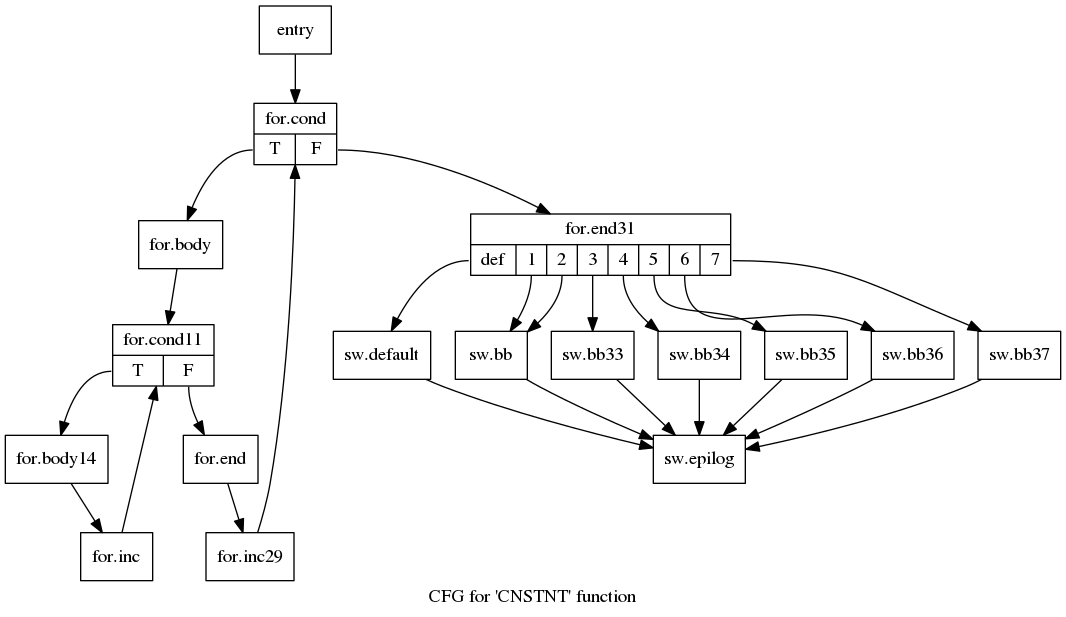 entry
for.cond
T F
for.body
for.end31
def 1 2 3 4 5 6 7
for.cond11
T F
sw.default sw.bb sw.bb33 sw.bb34 sw.bb35 sw.bb36 sw.bb37
for.body14 for.end sw.epilog
for.inc for.inc29
CFG for 'CNSTNT' function